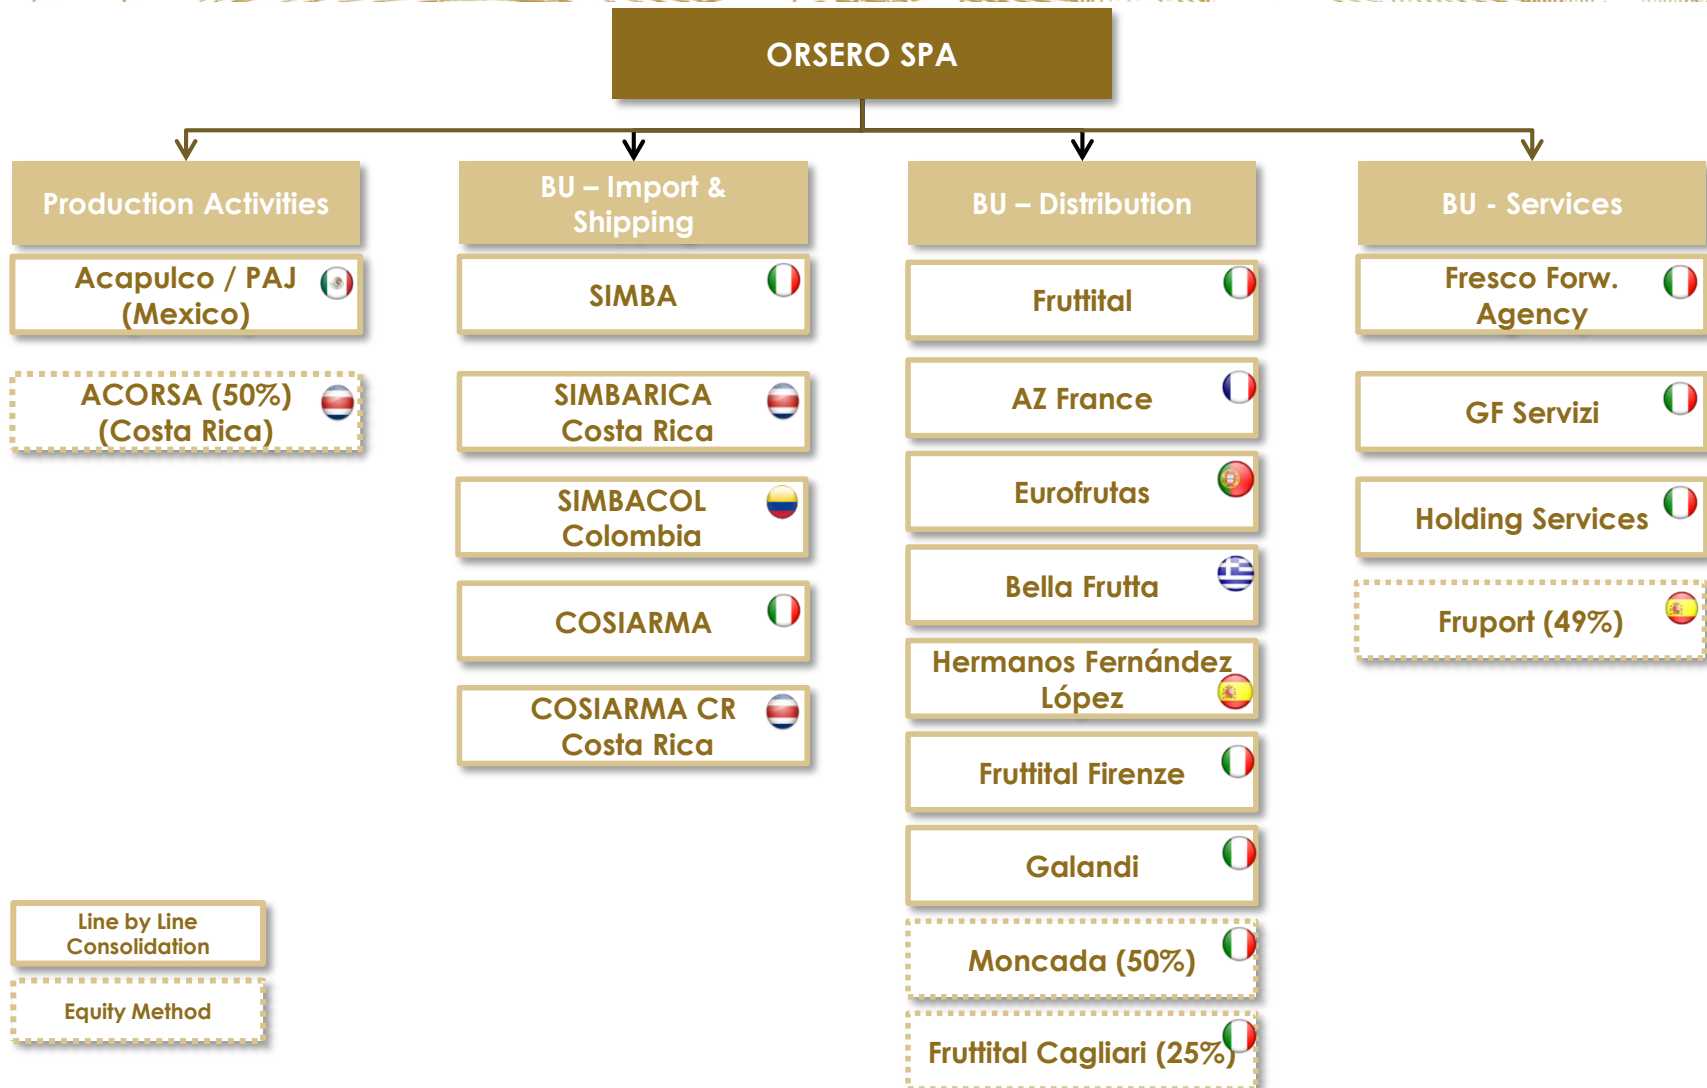 ORSERO SPA
Production Activities
Acapulco / PAJ
(Mexico)
ACORSA (50%)
(Costa Rica)
BU – Import &
Shipping
SIMBA
SIMBARICA
Costa Rica
SIMBACOL
Colombia
COSIARMA
COSIARMA CR
Costa Rica
BU – Distribution
Fruttital
AZ France
Eurofrutas
Bella Frutta
Hermanos Fernández
López
Fruttital Firenze
Galandi
Moncada (50%)
Fruttital Cagliari (25%)
BU - Services
Fresco Forw.
Agency
GF Servizi
Holding Services
Fruport (49%)
Line by Line
Consolidation
Equity Method